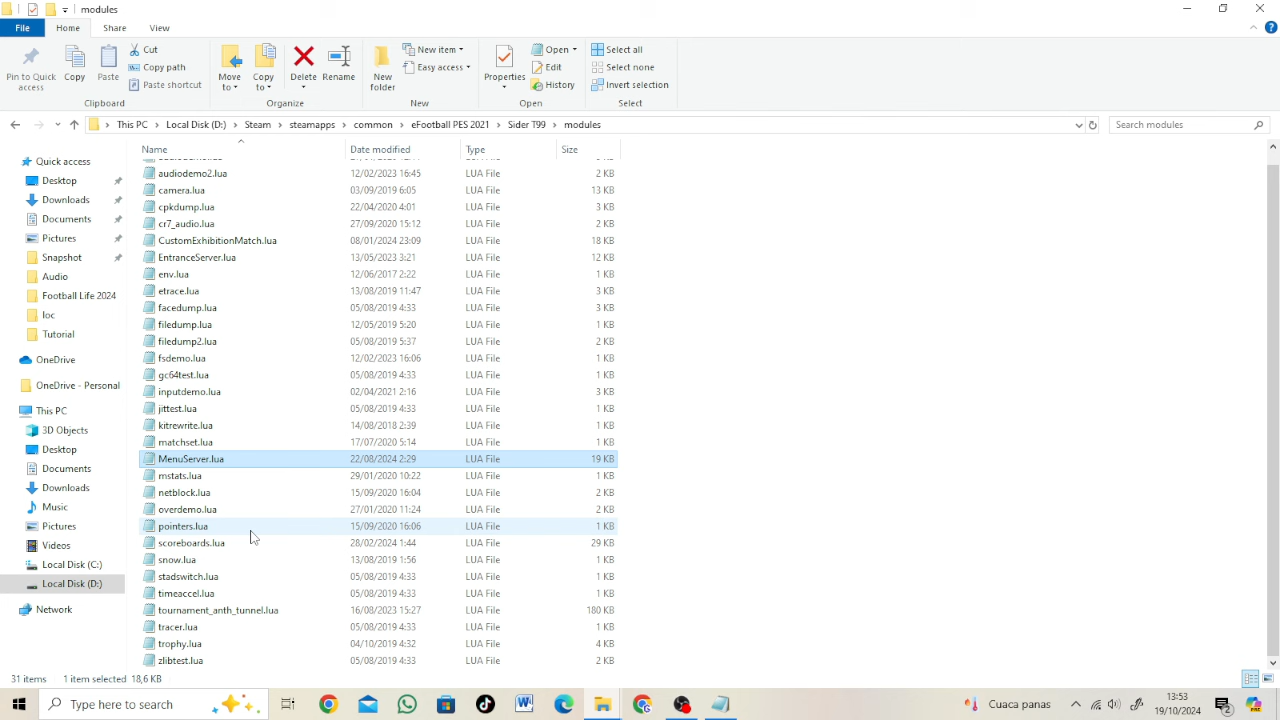 modules
File Home Share View
Pin to Quick access Copy Paste Cut Copy path Paste shortcut
Move to Copy to Delete Rename New folder New item Easy access Properties Open Edit History Select all Select none Invert selection
Clipboard Organize New Open Select
This PC › Local Disk (D:) › Steam › steamapps › common › eFootball PES 2021 › Sider T99 › modules
Search modules
Name Date modified Type Size
Quick access
Desktop
Downloads
Documents
Pictures
Snapshot
Audio
Football Life 2024
loc
Tutorial
OneDrive
OneDrive - Personal
This PC
3D Objects
Desktop
Documents
Downloads
Music
Pictures
Videos
Local Disk (C:)
Local Disk (D:)
Network
audiodemo2.lua 12/02/2023 16:45 LUA File 2 KB
camera.lua 03/09/2019 6:05 LUA File 13 KB
cpkdump.lua 22/04/2020 4:01 LUA File 3 KB
cr7_audio.lua 27/09/2020 15:12 LUA File 2 KB
CustomExhibitionMatch.lua 08/01/2024 23:09 LUA File 18 KB
EntranceServer.lua 13/05/2023 3:21 LUA File 12 KB
env.lua 12/06/2017 2:22 LUA File 1 KB
etrace.lua 13/08/2019 11:47 LUA File 3 KB
facedump.lua 05/08/2019 4:33 LUA File 3 KB
filedump.lua 12/05/2019 5:20 LUA File 1 KB
filedump2.lua 05/08/2019 5:37 LUA File 2 KB
fsdemo.lua 12/02/2023 16:06 LUA File 2 KB
gc64test.lua 05/08/2019 4:33 LUA File 1 KB
inputdemo.lua 02/04/2021 2:16 LUA File 3 KB
jittest.lua 05/08/2019 4:33 LUA File 1 KB
kitrewrite.lua 14/08/2018 2:39 LUA File 1 KB
matchset.lua 17/07/2020 5:14 LUA File 1 KB
MenuServer.lua 22/08/2024 2:29 LUA File 19 KB
mstats.lua 29/01/2020 10:22 LUA File 1 KB
netblock.lua 15/09/2020 16:04 LUA File 2 KB
overdemo.lua 27/01/2020 11:24 LUA File 2 KB
pointers.lua 15/09/2020 16:06 LUA File 1 KB
scoreboards.lua 28/02/2024 1:44 LUA File 29 KB
snow.lua 13/08/2019 1:56 LUA File 1 KB
stadswitch.lua 05/08/2019 4:33 LUA File 1 KB
timeaccel.lua 05/08/2019 4:33 LUA File 1 KB
tournament_anth_tunnel.lua 16/08/2023 15:27 LUA File 180 KB
tracer.lua 05/08/2019 4:33 LUA File 1 KB
trophy.lua 04/10/2019 4:32 LUA File 4 KB
zlibtest.lua 05/08/2019 4:33 LUA File 2 KB
31 items 1 item selected 18,6 KB
Type here to search
Cuaca panas
13:53
19/10/2024
2